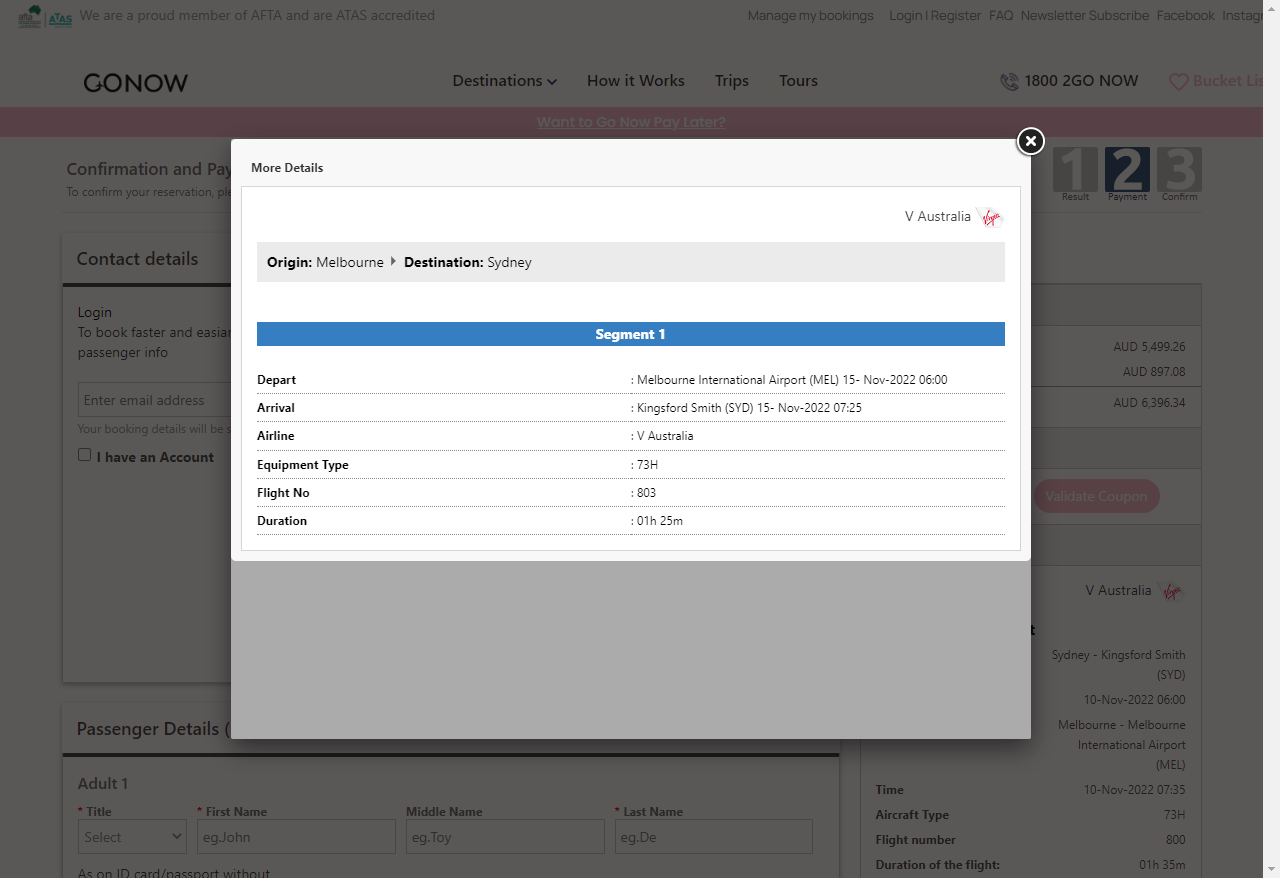 We are a proud member of AFTA and are ATAS accredited
Manage my bookings Login | Register FAQ Newsletter Subscribe Facebook Instag
GONOW
Destinations How it Works Trips Tours 1800 2GO NOW Bucket Lis
Want to Go Now Pay Later?
Confirmation and Pay
To confirm your reservation, ple
1 2 3
Result Payment Confirm
More Details
V Australia
Origin: Melbourne Destination: Sydney
Segment 1
Depart : Melbourne International Airport (MEL) 15- Nov-2022 06:00
Arrival : Kingsford Smith (SYD) 15- Nov-2022 07:25
Airline : V Australia
Equipment Type : 73H
Flight No : 803
Duration : 01h 25m
Contact details
Login
To book faster and easiar
passenger info
Enter email address
Your booking details will be s
I have an Account
AUD 5,499.26
AUD 897.08
AUD 6,396.34
Validate Coupon
V Australia
t
Sydney - Kingsford Smith
(SYD)
10-Nov-2022 06:00
Melbourne - Melbourne
International Airport
(MEL)
Time 10-Nov-2022 07:35
Aircraft Type 73H
Flight number 800
Duration of the flight: 01h 35m
Passenger Details (
Adult 1
* Title * First Name Middle Name * Last Name
Select eg.John eg.Toy eg.De
As on ID card/passport without